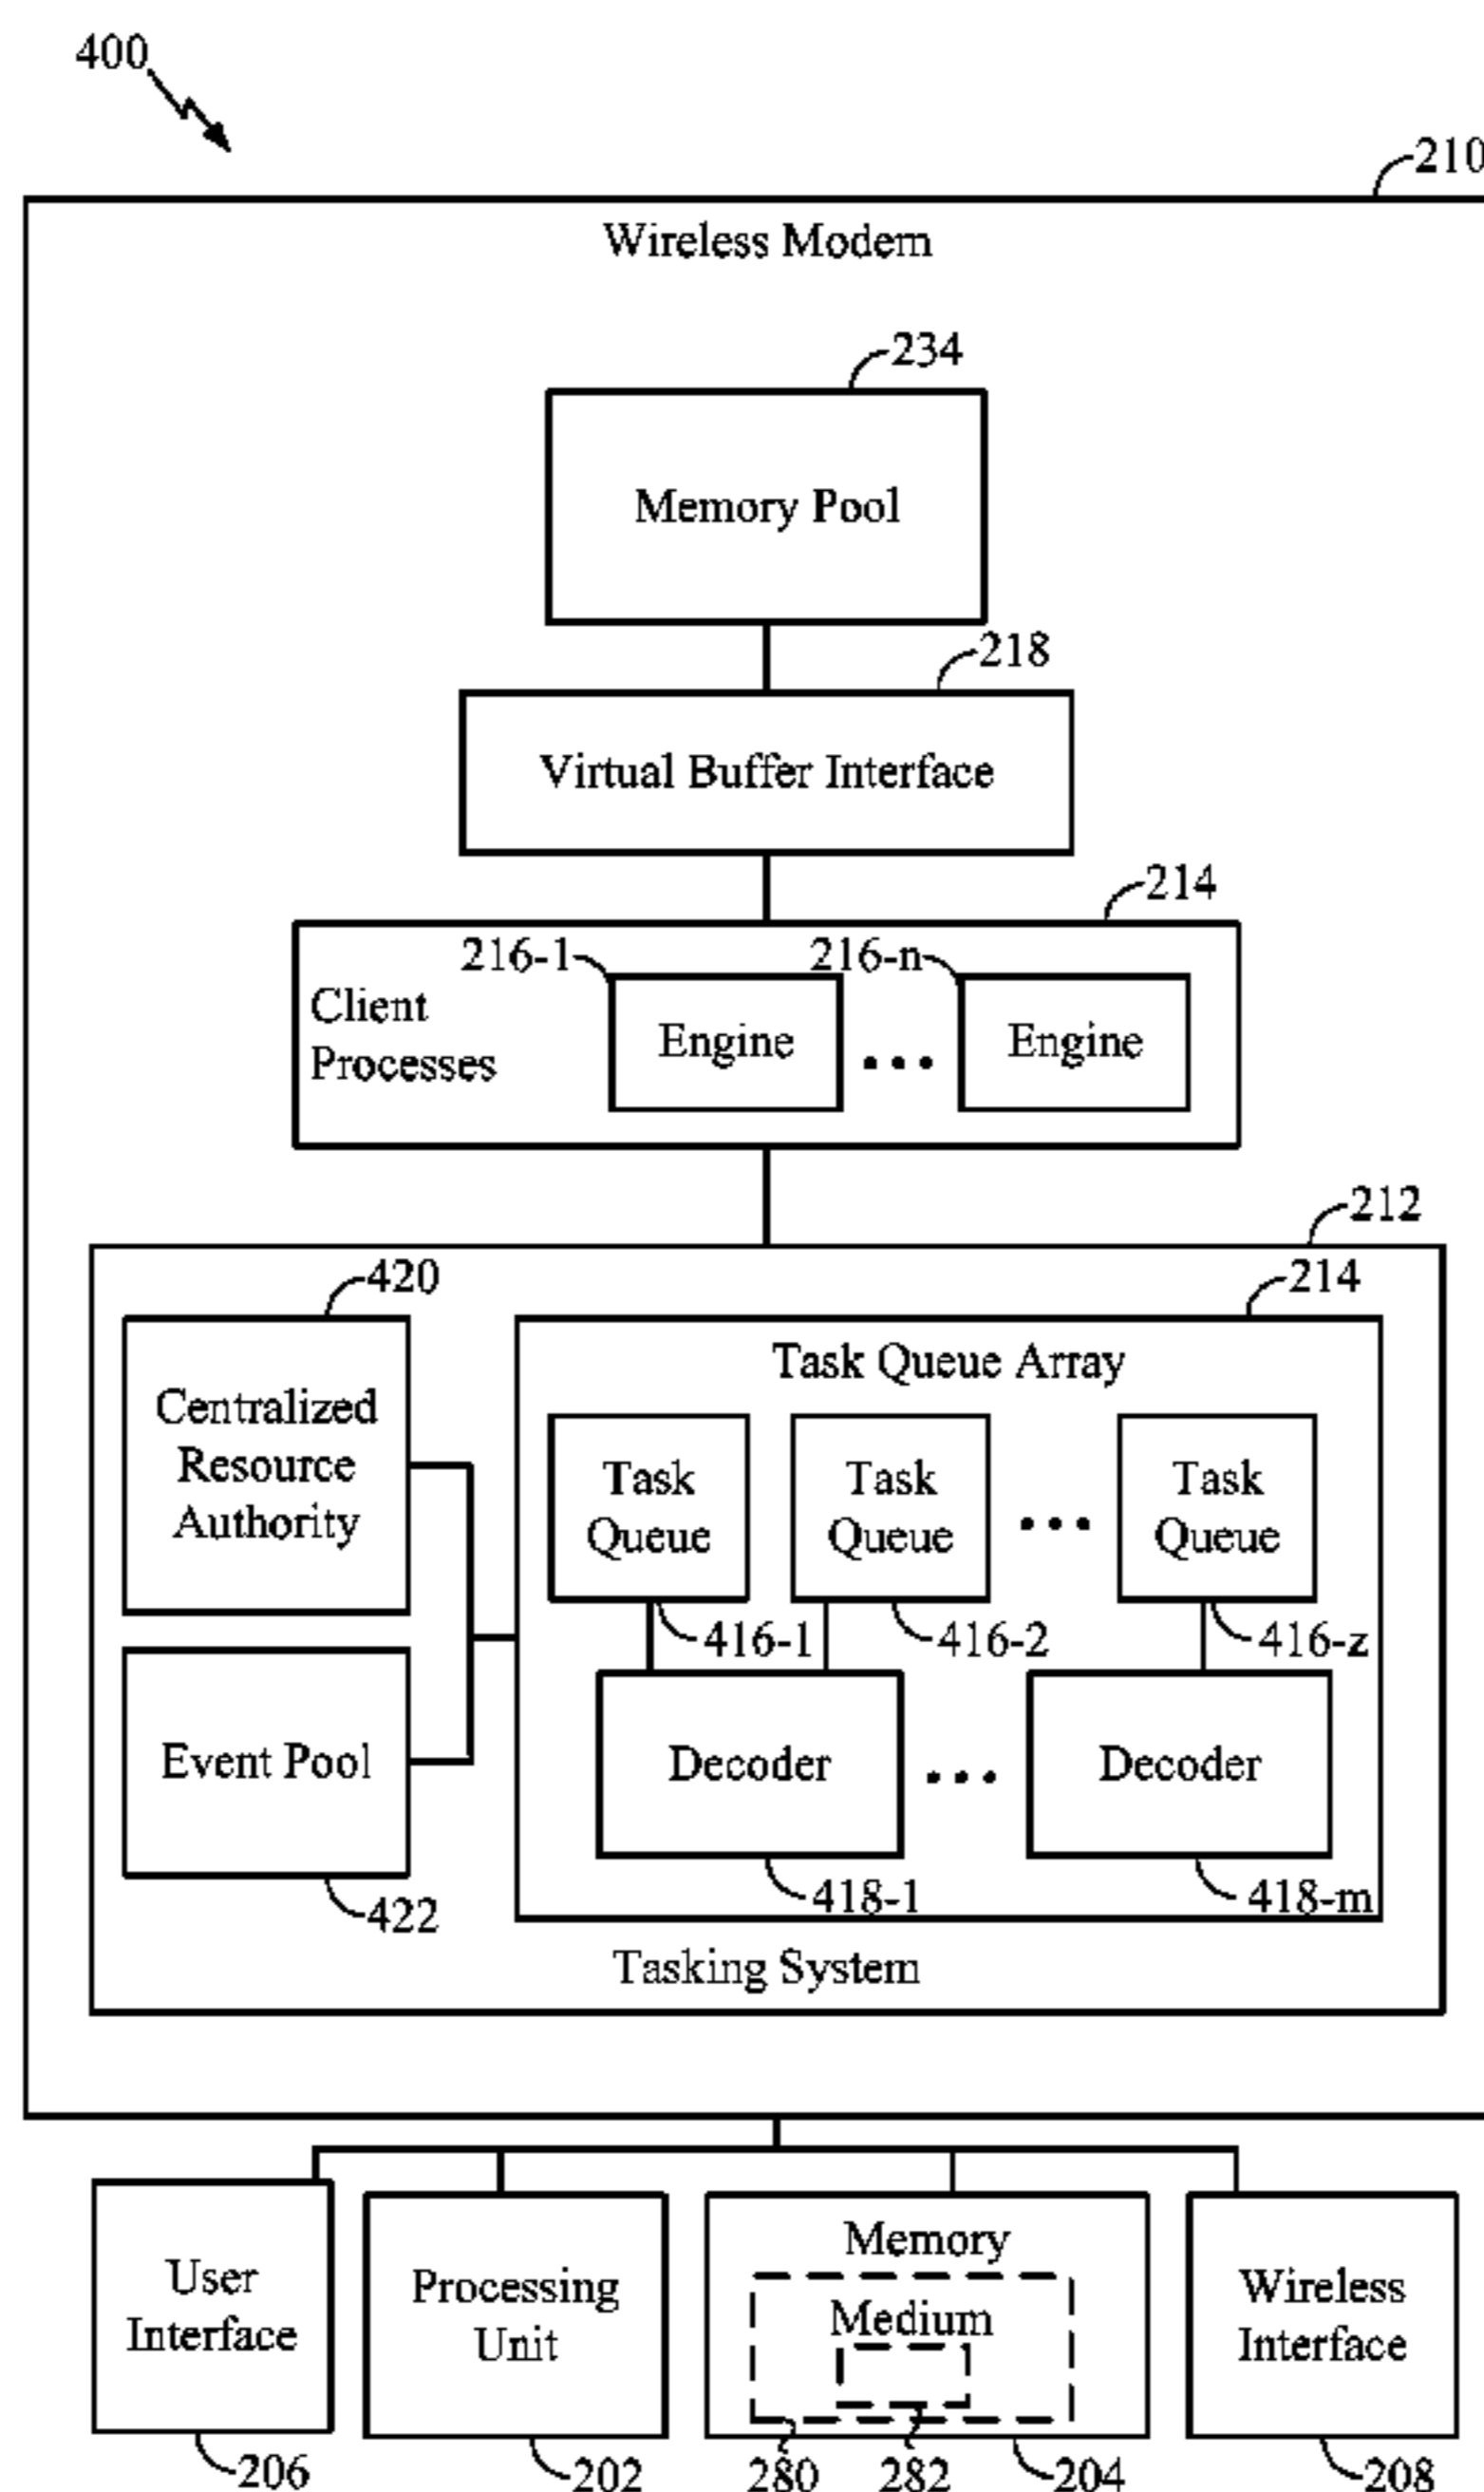 400
210
Wireless Modem
234
Memory Pool
218
Virtual Buffer Interface
214
216-1
216-n
Client
Processes
Engine
Engine
212
420
214
Centralized
Resource
Authority
Task Queue Array
Task
Queue
Task
Queue
Task
Queue
416-1
416-2
416-z
Event Pool
Decoder
Decoder
418-1
418-m
422
Tasking System
User
Interface
Processing
Unit
Memory
Medium
Wireless
Interface
206
202
280
282
204
208